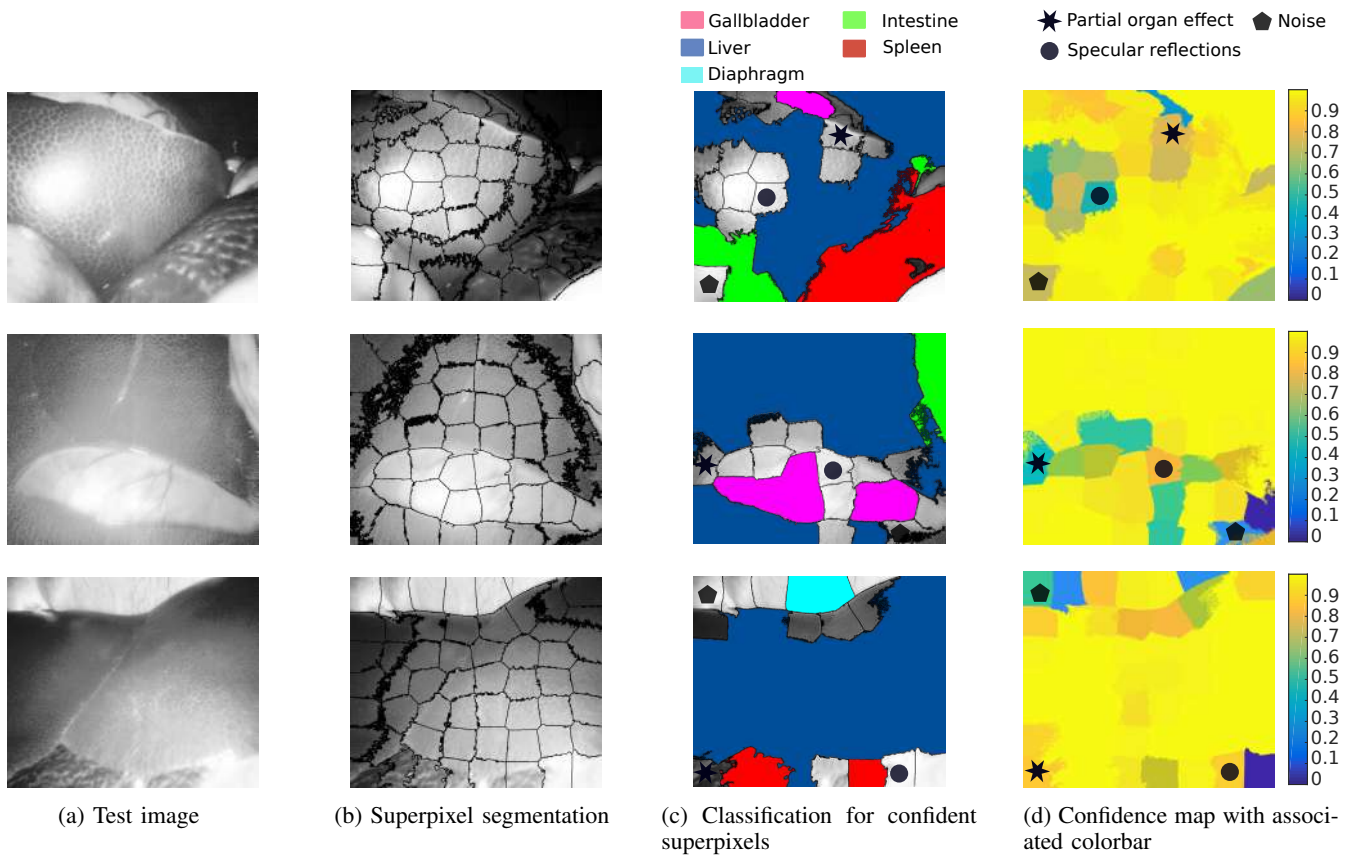 Gallbladder
Intestine
Liver
Spleen
Diaphragm
Partial organ effect
Noise
Specular reflections
0.9
0.8
0.7
0.6
0.5
0.4
0.3
0.2
0.1
0
0.9
0.8
0.7
0.6
0.5
0.4
0.3
0.2
0.1
0
0.9
0.8
0.7
0.6
0.5
0.4
0.3
0.2
0.1
0
(a) Test image
(b) Superpixel segmentation
(c) Classification for confident
superpixels
(d) Confidence map with associ-
ated colorbar